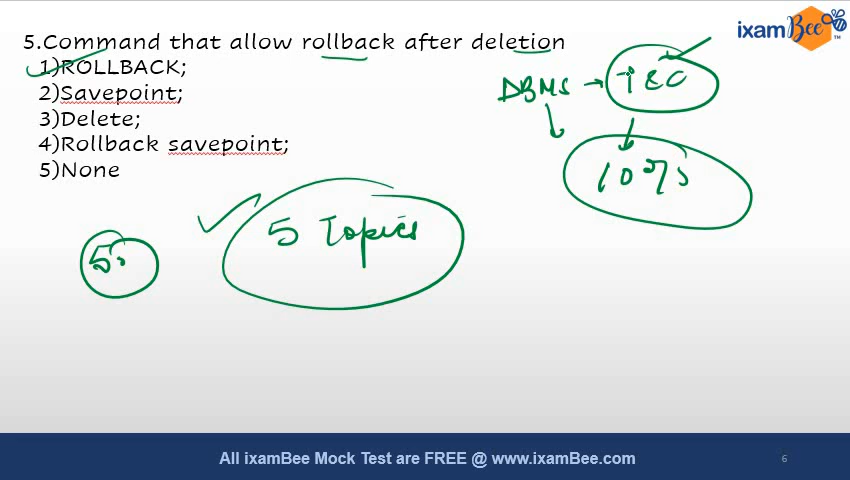 ixamBee
5.Command that allow rollback after deletion
1)ROLLBACK;
2)Savepoint;
3)Delete;
4)Rollback savepoint;
5)None
DBMS →
5 Topics
All ixamBee Mock Test are FREE @ www.ixamBee.com
6